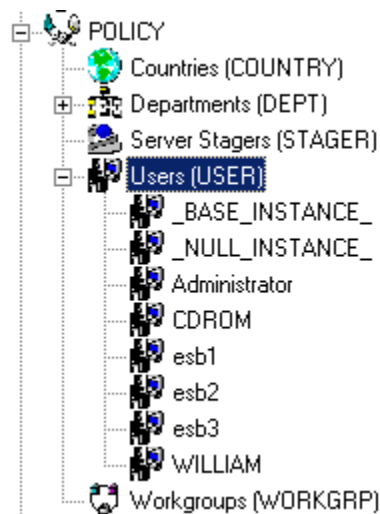 POLICY
Countries (COUNTRY)
Departments (DEPT)
Server Stagers (STAGER)
Users (USER)
_BASE_INSTANCE_
_NULL_INSTANCE_
Administrator
CDROM
esb1
esb2
esb3
WILLIAM
Workgroups (WORKGRP)